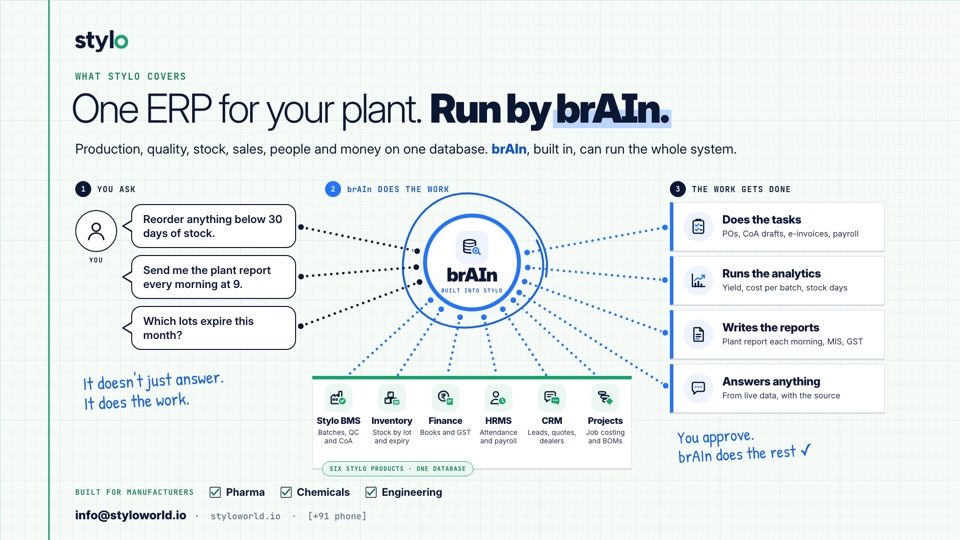 stylo
WHAT STYLO COVERS
One ERP for your plant. Run by brAIn.
Production, quality, stock, sales, people and money on one database. brAIn, built in, can run the whole system.
1 YOU ASK
YOU
Reorder anything below 30
days of stock.
Send me the plant report
every morning at 9.
Which lots expire this
month?
It doesn't just answer.
It does the work.
2 brAIn DOES THE WORK
brAIn
BUILT INTO STYLO
Stylo BMS
Batches, QC
and CoA
Inventory
Stock by lot
and expiry
Finance
Books and GST
HRMS
Attendance
and payroll
CRM
Leads, quotes,
dealers
Projects
Job costing
and BOMs
SIX STYLO PRODUCTS · ONE DATABASE
3 THE WORK GETS DONE
Does the tasks
POs, CoA drafts, e-invoices, payroll
Runs the analytics
Yield, cost per batch, stock days
Writes the reports
Plant report each morning, MIS, GST
Answers anything
From live data, with the source
You approve.
brAIn does the rest ✓
BUILT FOR MANUFACTURERS Pharma Chemicals Engineering
info@styloworld.io · styloworld.io · [+91 phone]